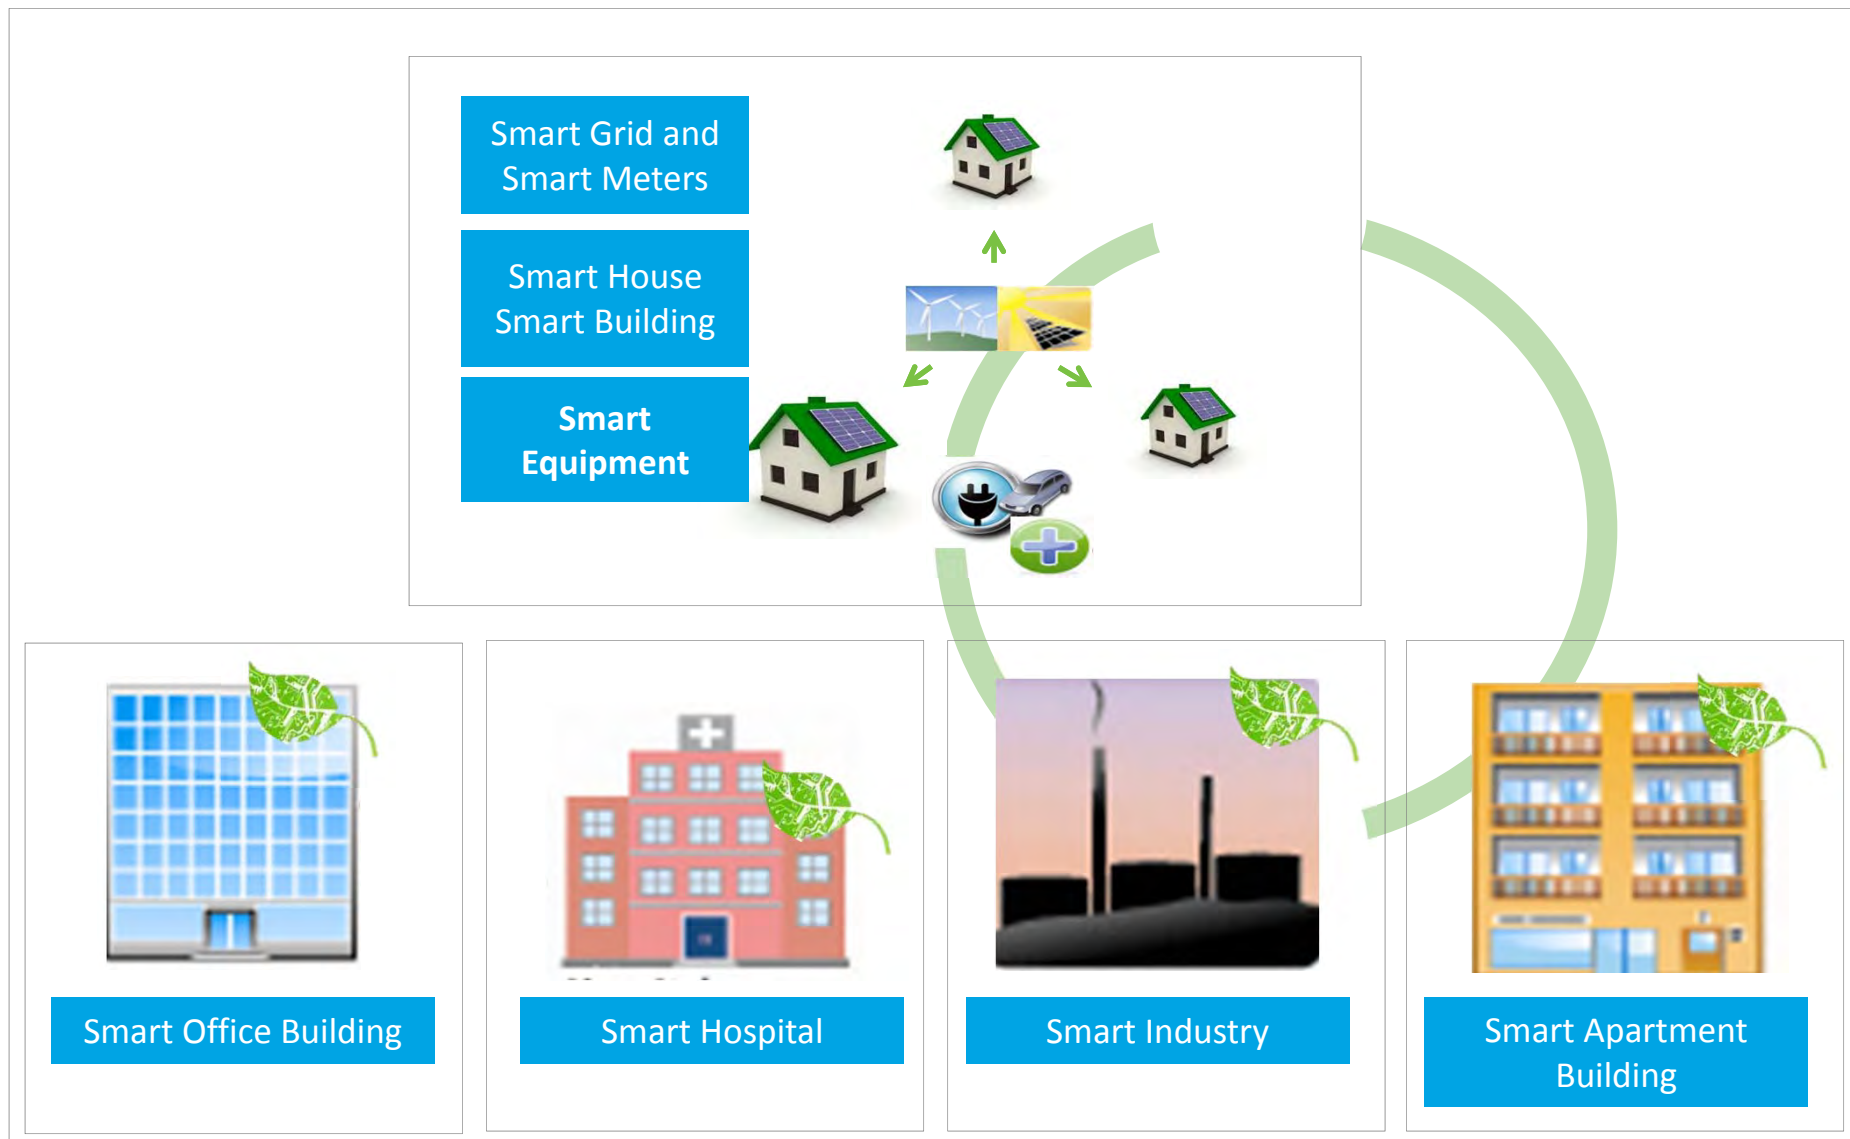 Smart Grid and
Smart Meters
Smart House
Smart Building
Smart
Equipment
Smart Office Building
Smart Hospital
Smart Industry
Smart Apartment
Building